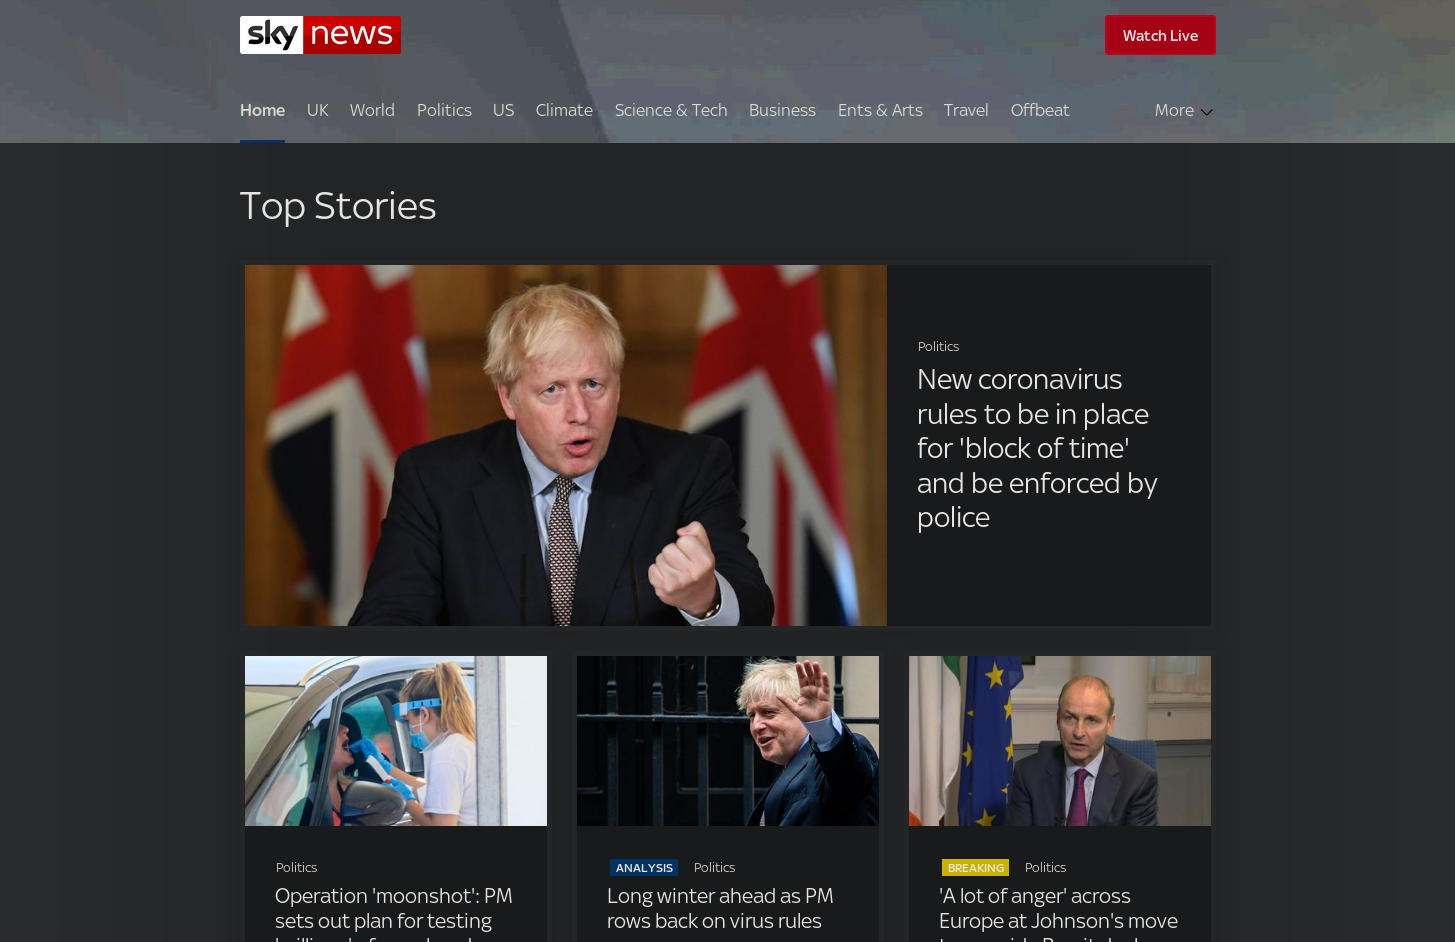 sky news
Watch Live
Home UK World Politics US Climate Science & Tech Business Ents & Arts Travel Offbeat More
Top Stories
Politics
New coronavirus
rules to be in place
for 'block of time'
and be enforced by
police
Politics
Operation 'moonshot': PM
sets out plan for testing
ANALYSIS Politics
Long winter ahead as PM
rows back on virus rules
BREAKING Politics
'A lot of anger' across
Europe at Johnson's move